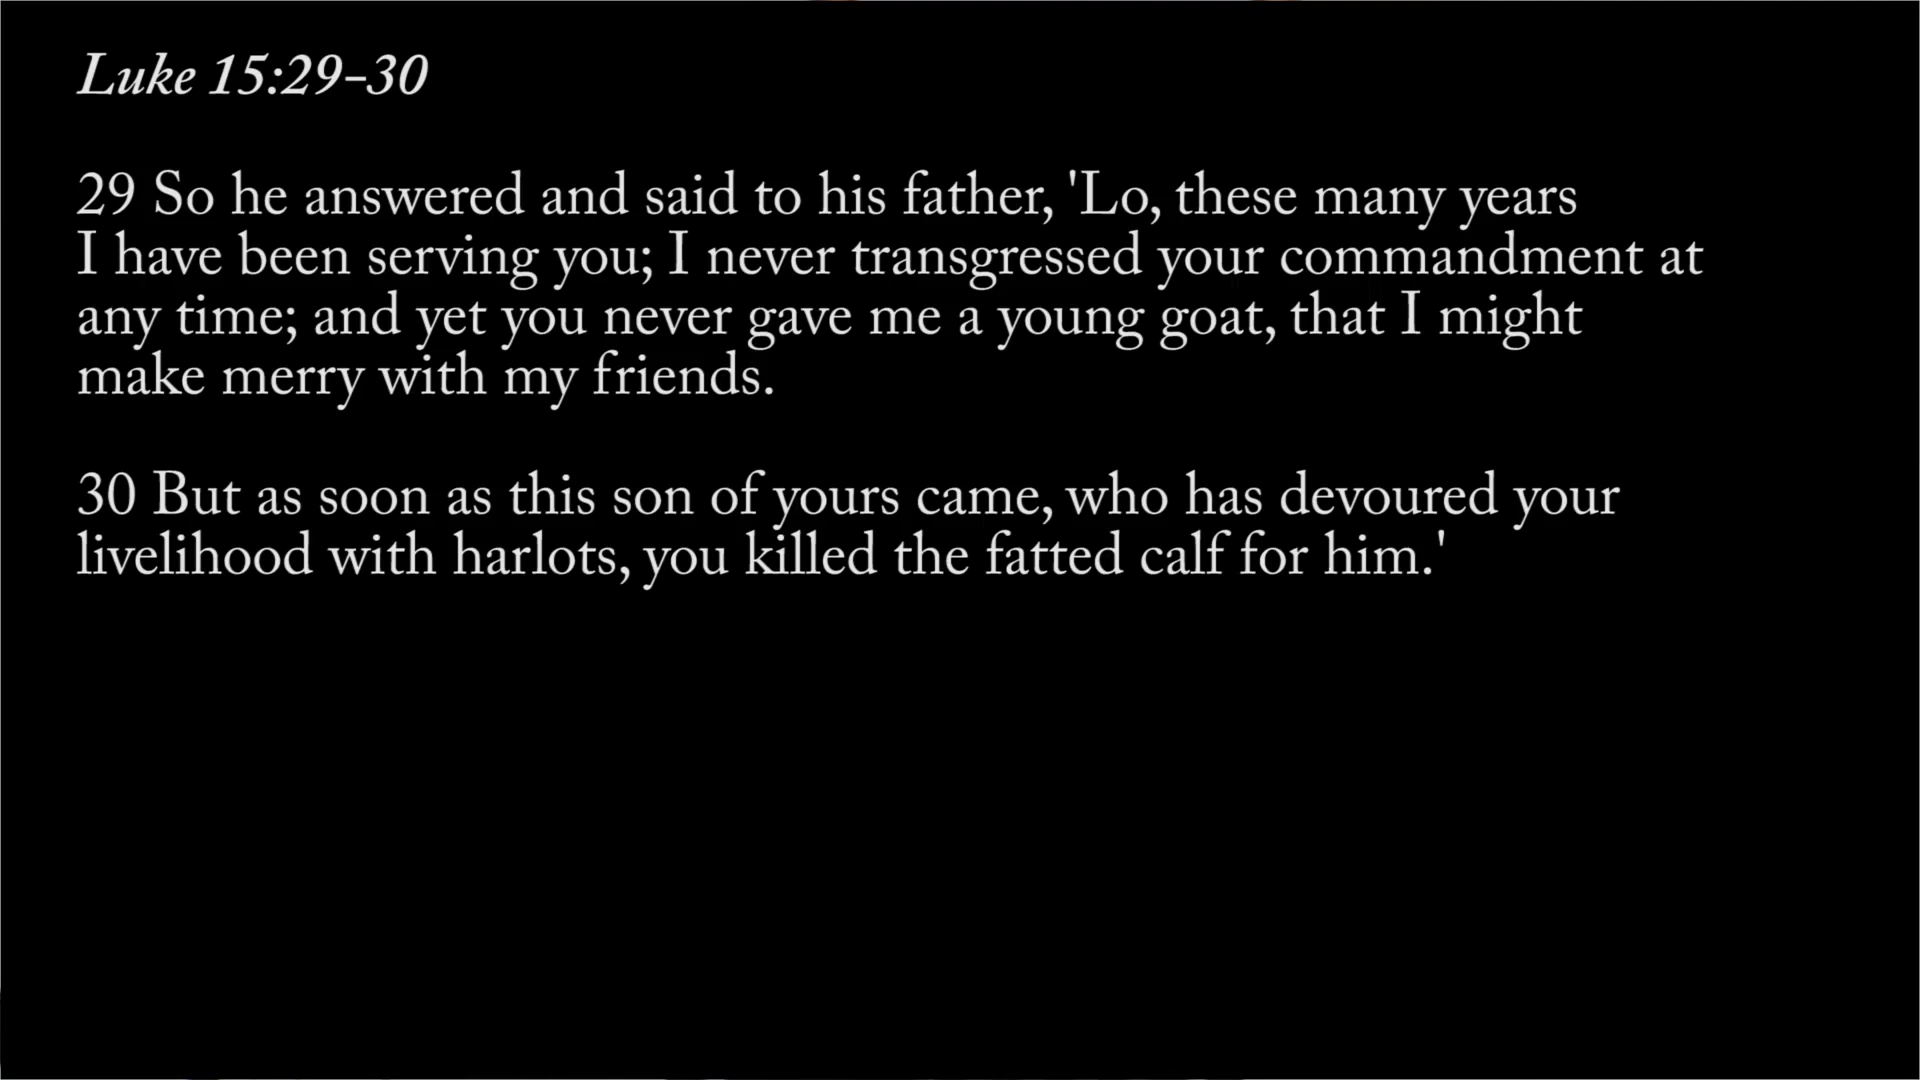 Luke 15:29-30
29 So he answered and said to his father, 'Lo, these many years
I have been serving you; I never transgressed your commandment at
any time; and yet you never gave me a young goat, that I might
make merry with my friends.
30 But as soon as this son of yours came, who has devoured your
livelihood with harlots, you killed the fatted calf for him.'